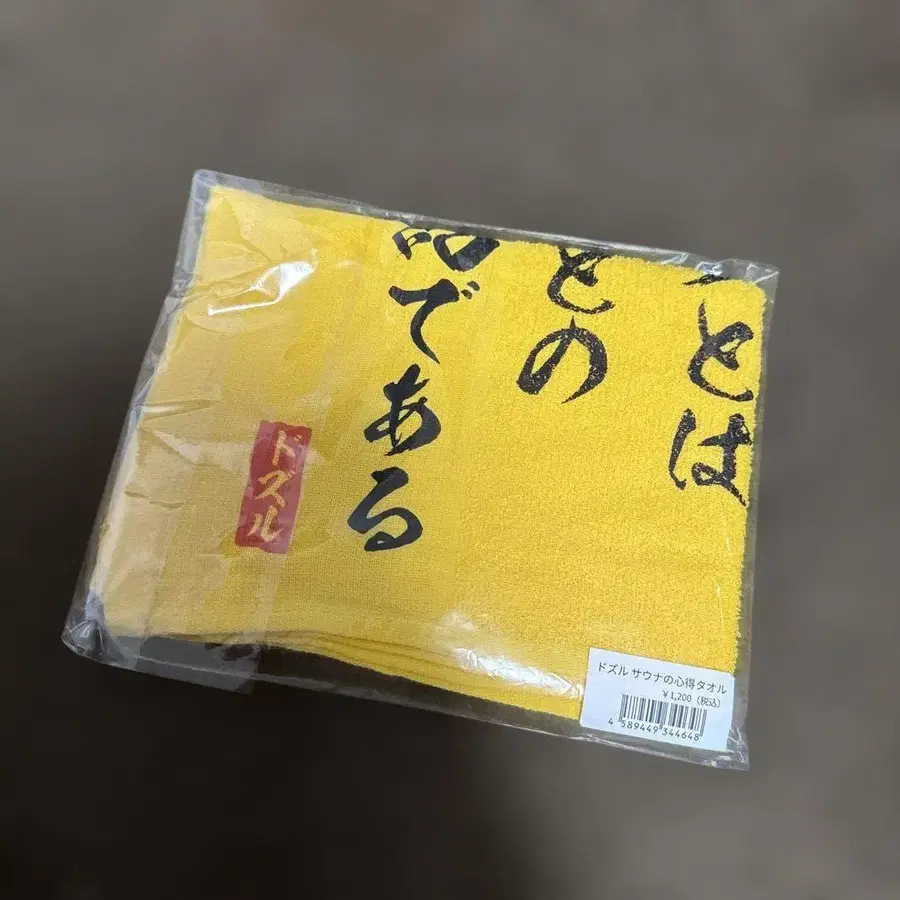 とは
との
である
ドズル
ドズル サウナの心得タオル
¥1,200（税込）
4 589449 344648